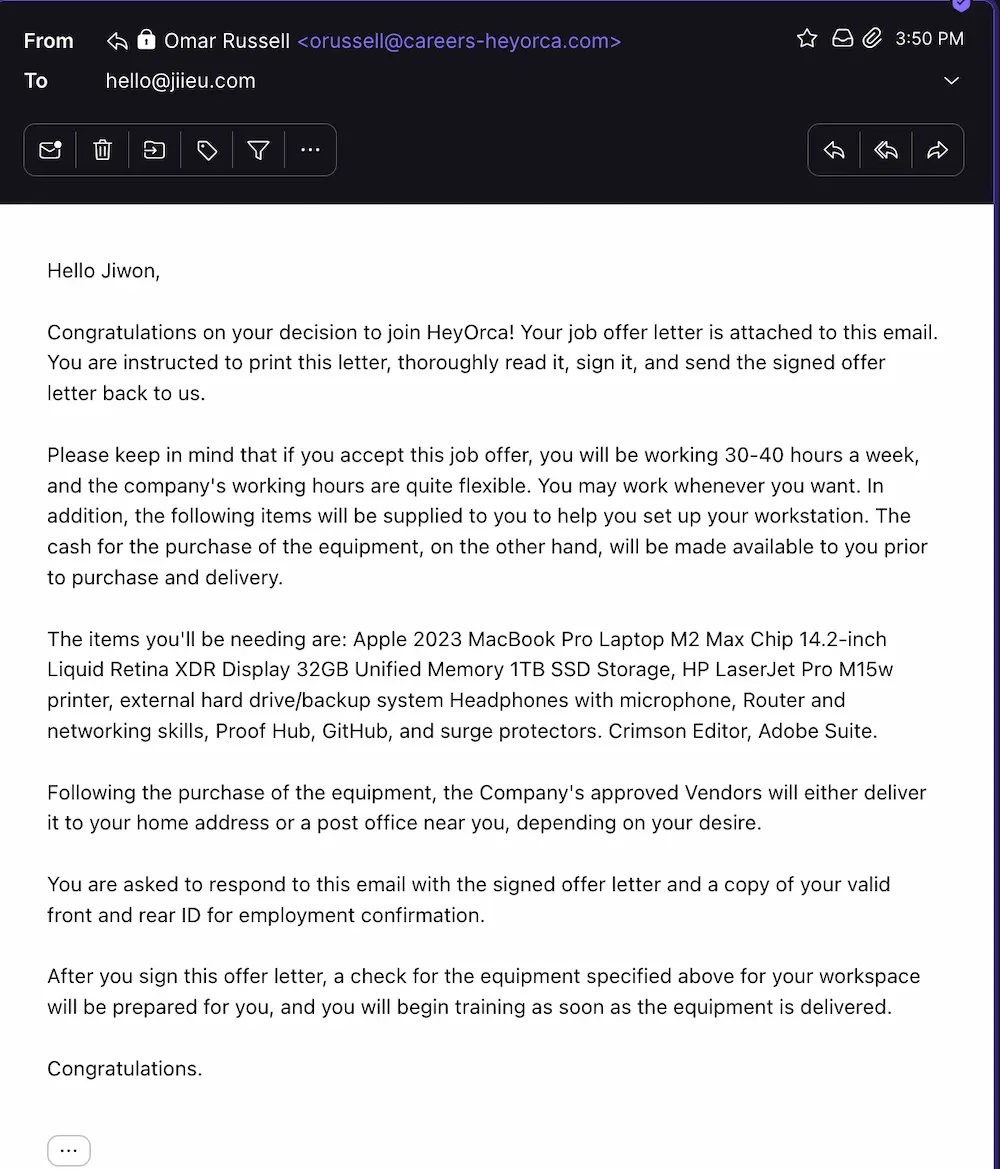 From Omar Russell <orussell@careers-heyorca.com> 3:50 PM
To hello@jiieu.com
Hello Jiwon,
Congratulations on your decision to join HeyOrca! Your job offer letter is attached to this email.
You are instructed to print this letter, thoroughly read it, sign it, and send the signed offer
letter back to us.
Please keep in mind that if you accept this job offer, you will be working 30-40 hours a week,
and the company's working hours are quite flexible. You may work whenever you want. In
addition, the following items will be supplied to you to help you set up your workstation. The
cash for the purchase of the equipment, on the other hand, will be made available to you prior
to purchase and delivery.
The items you'll be needing are: Apple 2023 MacBook Pro Laptop M2 Max Chip 14.2-inch
Liquid Retina XDR Display 32GB Unified Memory 1TB SSD Storage, HP LaserJet Pro M15w
printer, external hard drive/backup system Headphones with microphone, Router and
networking skills, Proof Hub, GitHub, and surge protectors. Crimson Editor, Adobe Suite.
Following the purchase of the equipment, the Company's approved Vendors will either deliver
it to your home address or a post office near you, depending on your desire.
You are asked to respond to this email with the signed offer letter and a copy of your valid
front and rear ID for employment confirmation.
After you sign this offer letter, a check for the equipment specified above for your workspace
will be prepared for you, and you will begin training as soon as the equipment is delivered.
Congratulations.